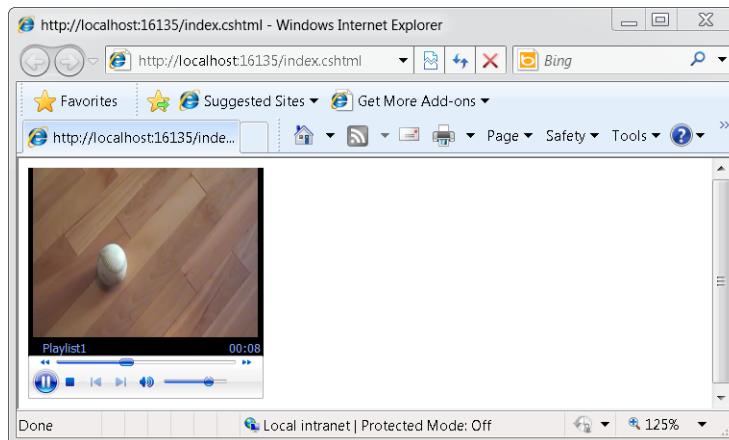 http://localhost:16135/index.cshtml - Windows Internet Explorer
http://localhost:16135/index.cshtml Bing
Favorites Suggested Sites Get More Add-ons
http://localhost:16135/inde... Page Safety Tools
Playlist1 00:08
Done Local intranet | Protected Mode: Off 125%